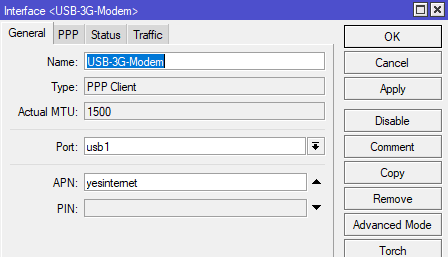 Interface <USB-3G-Modem>
General PPP Status Traffic
Name: USB-3G-Modem
Type: PPP Client
Actual MTU: 1500
Port: usb1
APN: yesinternet
PIN:
OK
Cancel
Apply
Disable
Comment
Copy
Remove
Advanced Mode
Torch